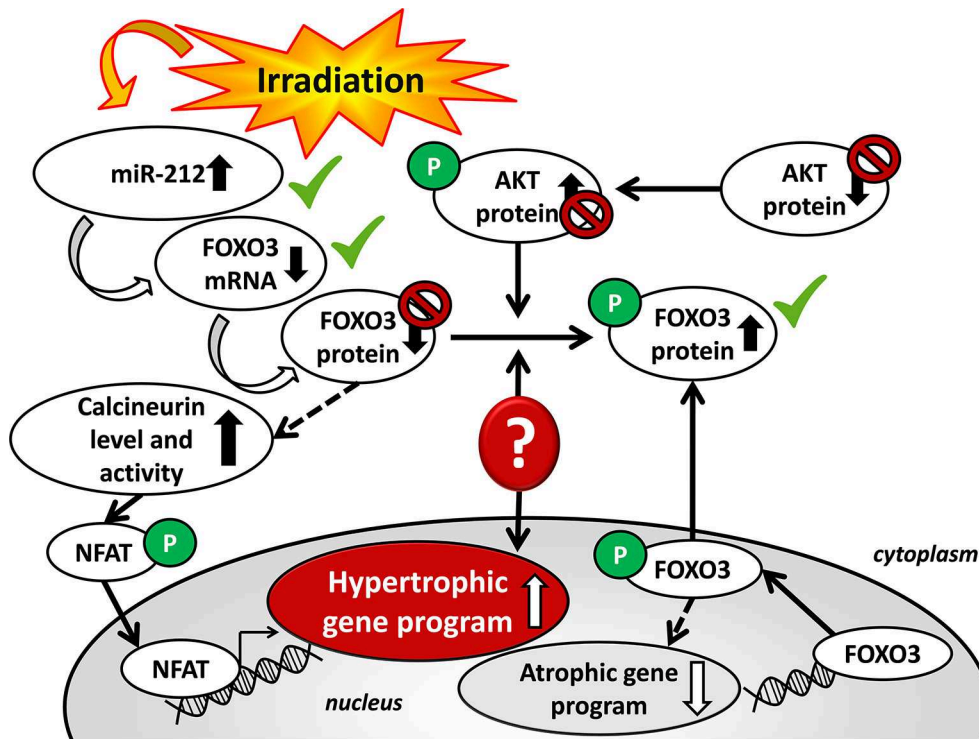 Irradiation
miR-212
FOXO3
mRNA
FOXO3
protein
P
AKT
protein
AKT
protein
P
FOXO3
protein
Calcineurin
level and
activity
?
NFAT
P
P
FOXO3
cytoplasm
Hypertrophic
gene program
NFAT
nucleus
Atrophic gene
program
FOXO3